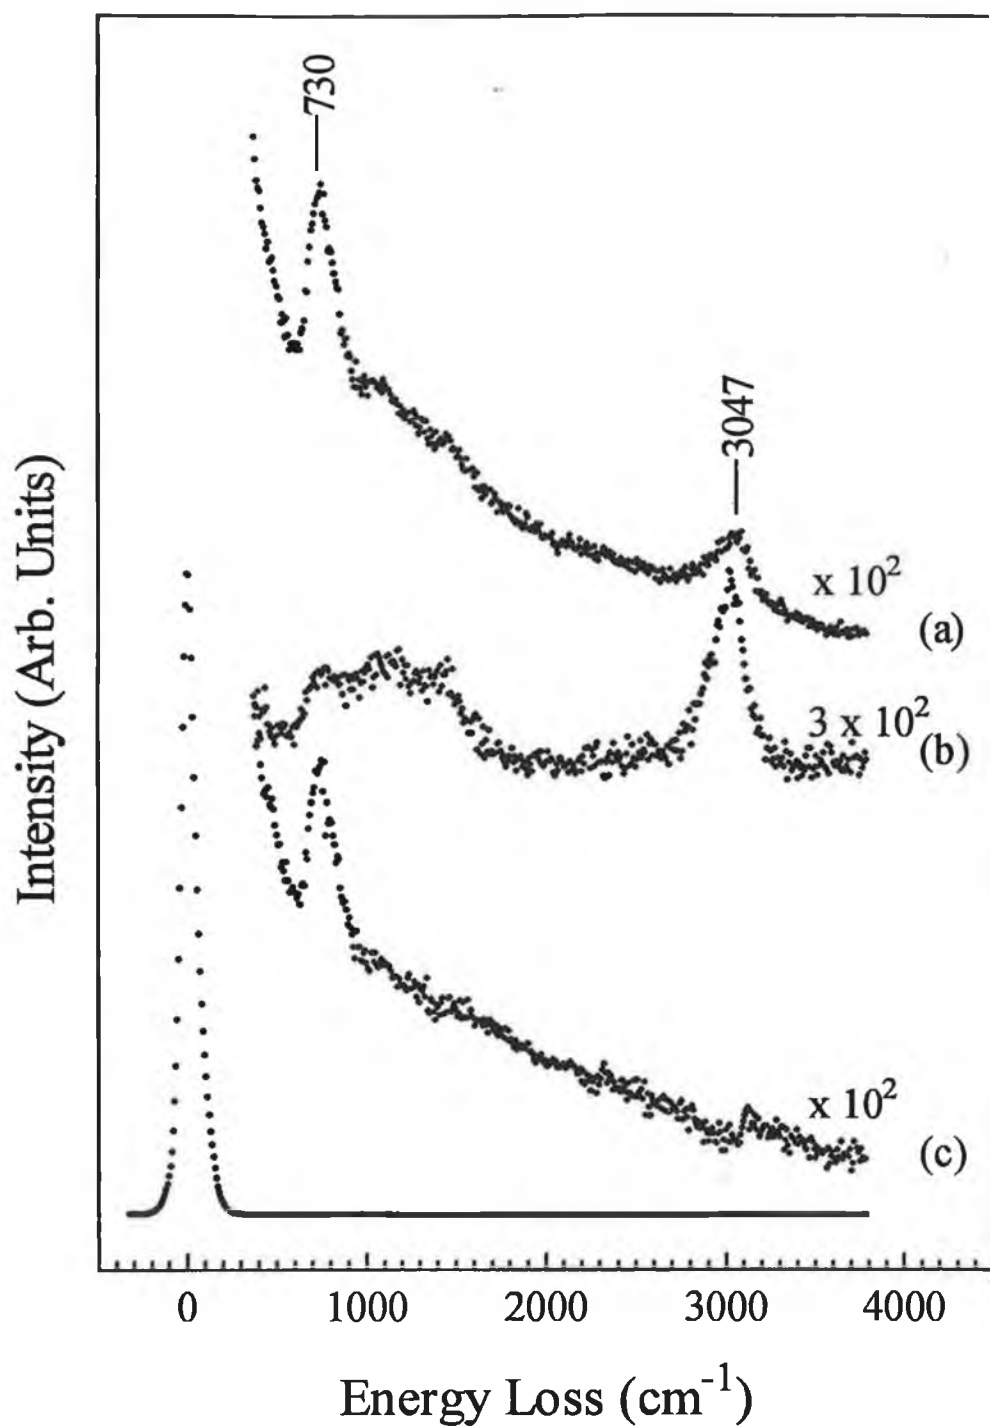 730
3047
x 10²
(a)
3 x 10²
(b)
x 10²
(c)
Intensity (Arb. Units)
0 1000 2000 3000 4000
Energy Loss (cm⁻¹)